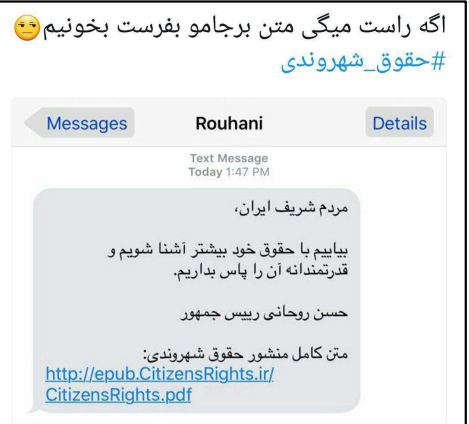 اگه راست میگی متن برجامو بفرست بخونیم😒
#حقوق_شهروندی
Messages
Rouhani
Details
Text Message
Today 1:47 PM
مردم شریف ایران،
بیاییم با حقوق خود بیشتر آشنا شویم و
قدرتمندانه آن را پاس بداریم.
حسن روحانی رییس جمهور
متن کامل منشور حقوق شهروندی:
http://epub.CitizensRights.ir/
CitizensRights.pdf